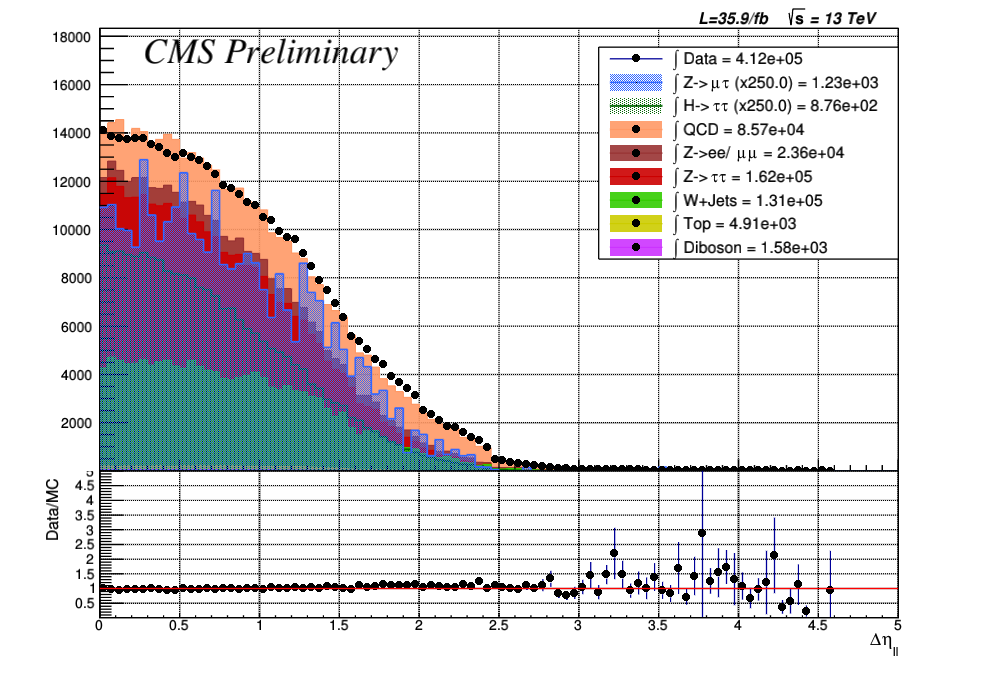 L=35.9/fb √s = 13 TeV
CMS Preliminary
∫ Data = 4.12e+05
∫ Z->μτ (x250.0) = 1.23e+03
∫ H->ττ (x250.0) = 8.76e+02
∫ QCD = 8.57e+04
∫ Z->ee/ μμ = 2.36e+04
∫ Z->ττ = 1.62e+05
∫ W+Jets = 1.31e+05
∫ Top = 4.91e+03
∫ Diboson = 1.58e+03
18000
16000
14000
12000
10000
8000
6000
4000
2000
Data/MC
5
4.5
4
3.5
3
2.5
2
1.5
1
0.5
0 0.5 1 1.5 2 2.5 3 3.5 4 4.5 5
Δη_ll